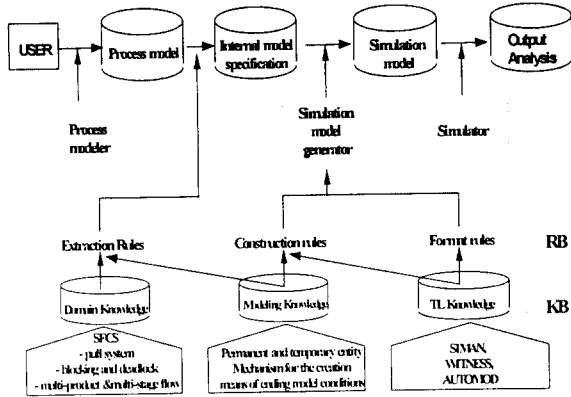 USER
Process model
Internal model
specification
Simulation
model
Output
Analysis
Process
modeler
Simulation
model
generator
Simulator
Extraction Rules
Construction rules
Format rules
RB
Domain Knowledge
Modeling Knowledge
TL Knowledge
KB
SFCS
- pull system
- blocking and deadlock
- multi-product & multi-stage flow
Permanent and temporary entity
Mechanism for the creation
means of ending model conditions
SIMAN,
WITNESS,
AUTOMOD